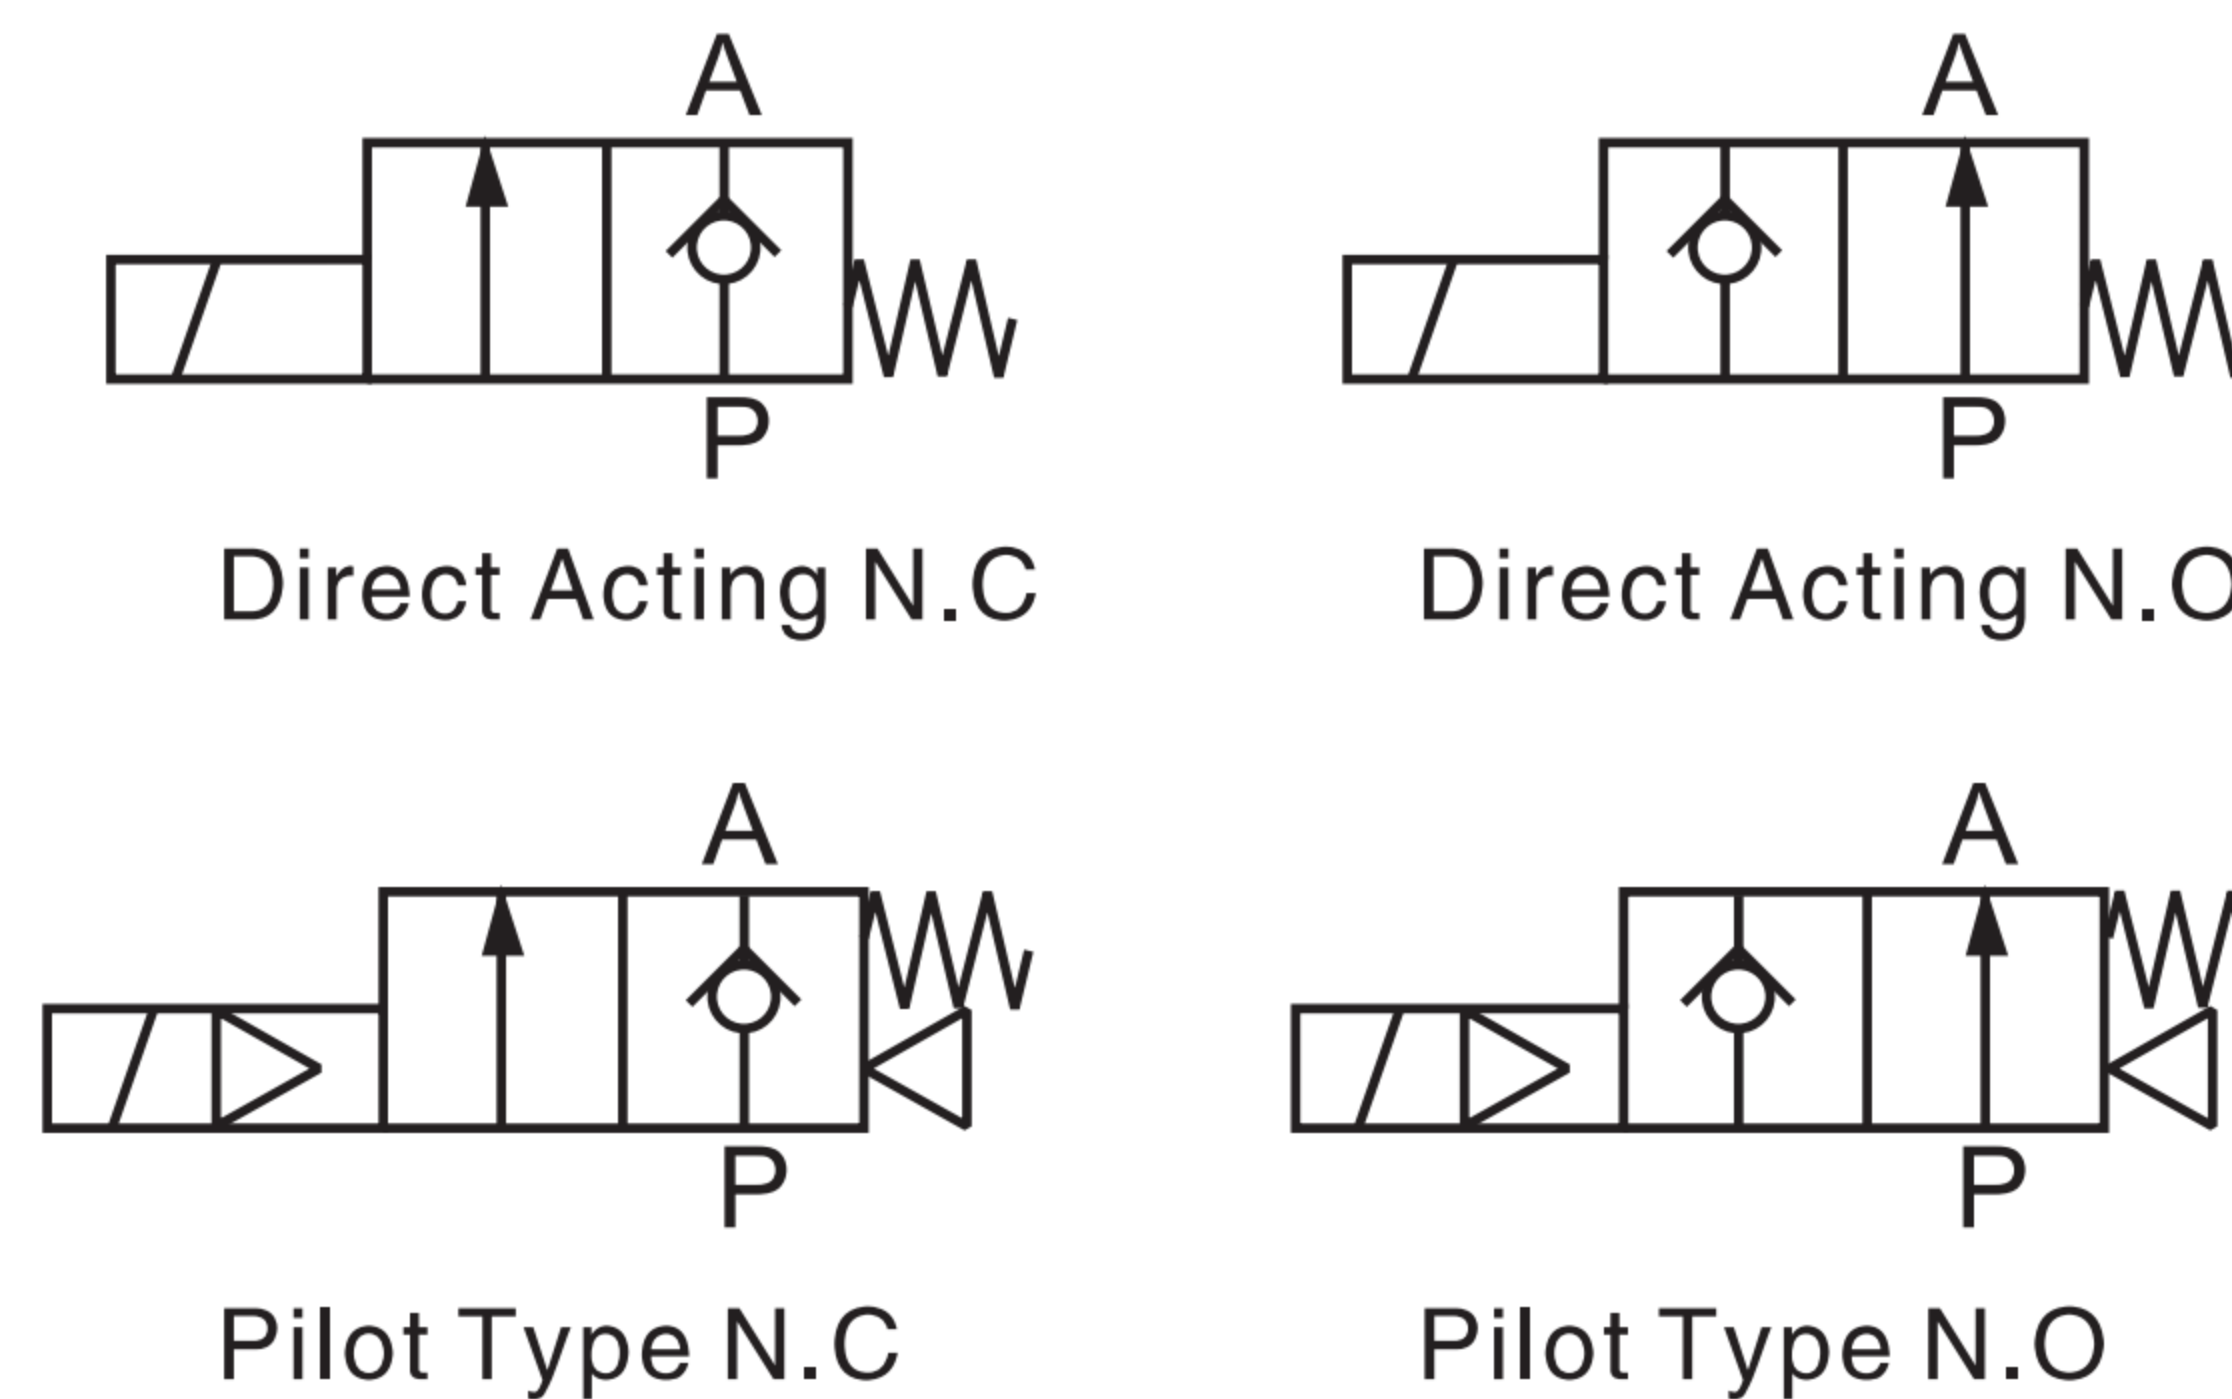 A A
P P
Direct Acting N.C Direct Acting N.O
A A
P P
Pilot Type N.C Pilot Type N.O